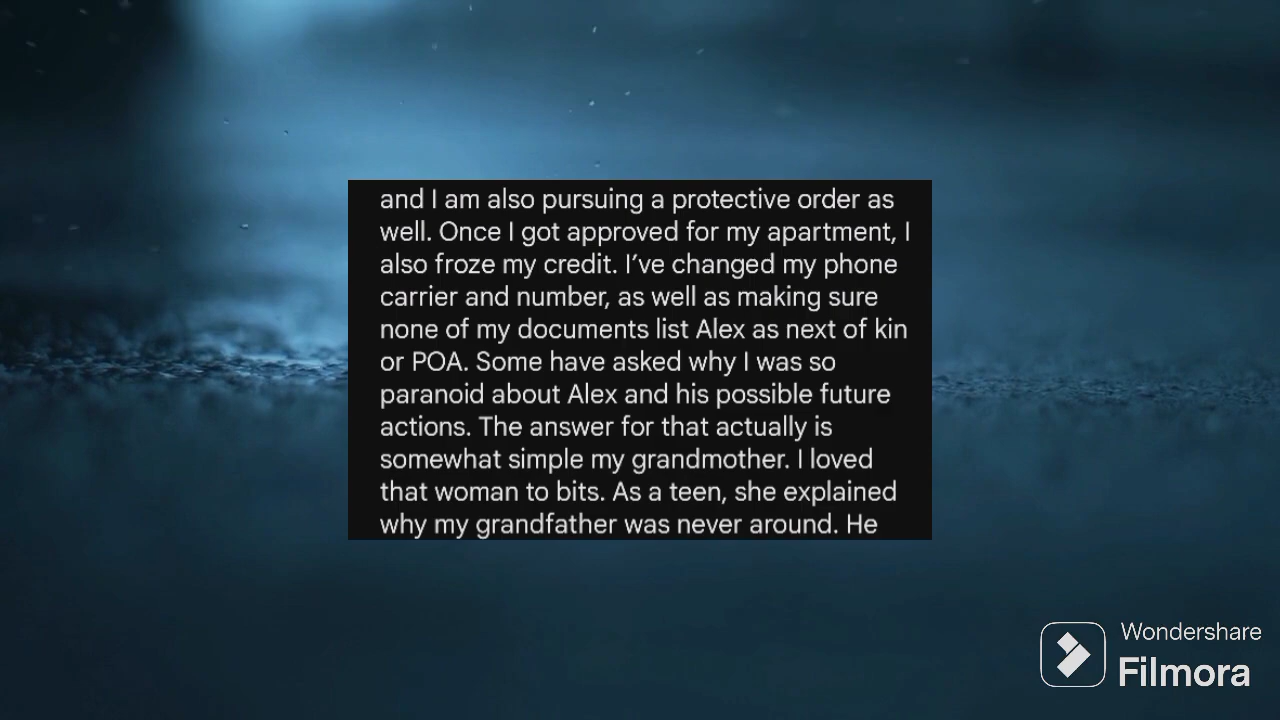 and I am also pursuing a protective order as
well. Once I got approved for my apartment, I
also froze my credit. I’ve changed my phone
carrier and number, as well as making sure
none of my documents list Alex as next of kin
or POA. Some have asked why I was so
paranoid about Alex and his possible future
actions. The answer for that actually is
somewhat simple my grandmother. I loved
that woman to bits. As a teen, she explained
why my grandfather was never around. He
Wondershare
Filmora